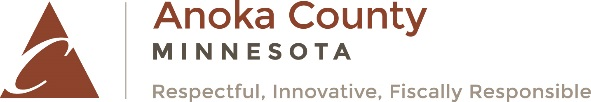 Anoka County
MINNESOTA
Respectful, Innovative, Fiscally Responsible